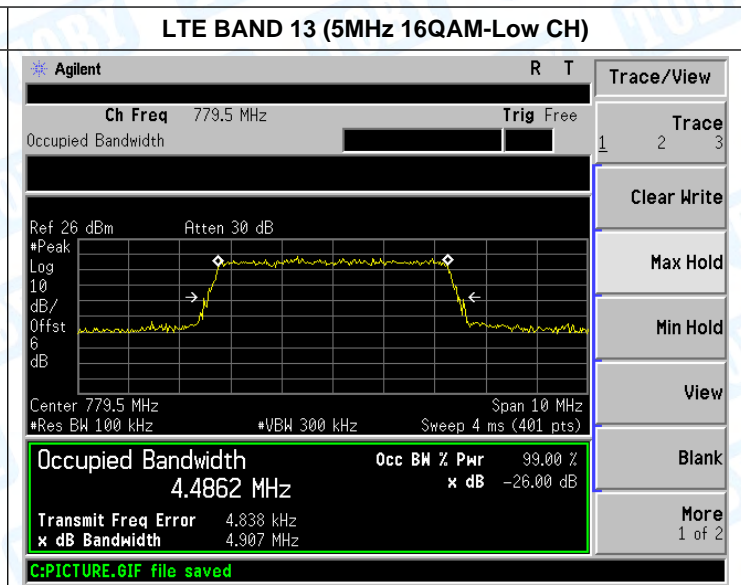 LTE BAND 13 (5MHz 16QAM-Low CH)
Agilent R T
Trace/View
Ch Freq 779.5 MHz Trig Free
Occupied Bandwidth
Trace
1 2 3
Clear Write
Max Hold
Min Hold
View
Blank
More
1 of 2
Ref 26 dBm Atten 30 dB
#Peak
Log
10
dB/
Offst
6
dB
Center 779.5 MHz Span 10 MHz
#Res BW 100 kHz #VBW 300 kHz Sweep 4 ms (401 pts)
Occupied Bandwidth Occ BW % Pwr 99.00 %
4.4862 MHz x dB -26.00 dB
Transmit Freq Error 4.838 kHz
x dB Bandwidth 4.907 MHz
C:PICTURE.GIF file saved